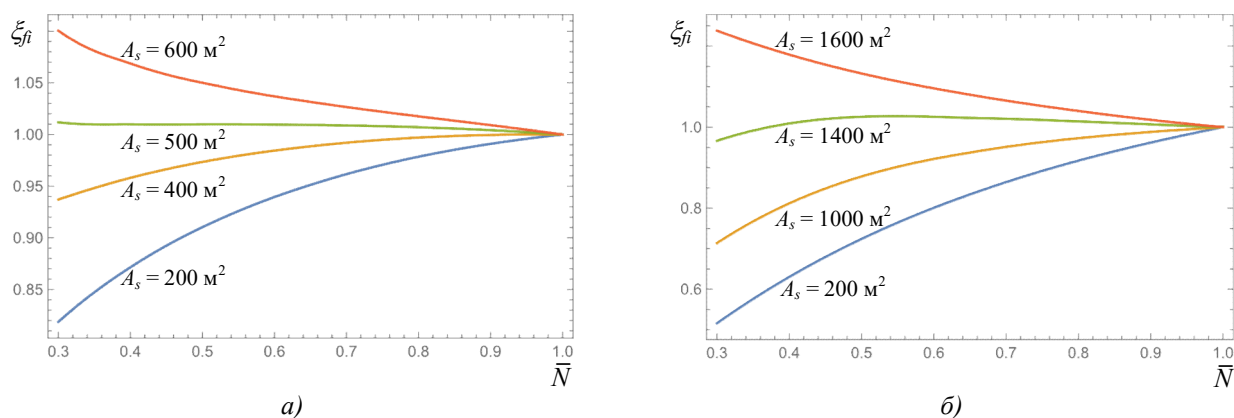 ξfi
1.05
1.00
0.95
0.90
0.85
As = 600 м²
As = 500 м²
As = 400 м²
As = 200 м²
0.3 0.4 0.5 0.6 0.7 0.8 0.9 1.0
N̄
а)
ξfi
1.0
0.8
0.6
As = 1600 м²
As = 1400 м²
As = 1000 м²
As = 200 м²
0.3 0.4 0.5 0.6 0.7 0.8 0.9 1.0
N̄
б)